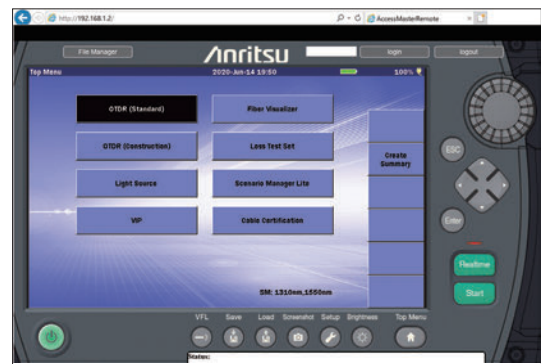 http://192.168.1.2/
AccessMasterRemote
File Manager
Anritsu
login
logout
Top Menu
2020-Jun-14 19:50
100%
OTDR (Standard)
Fiber Visualizer
OTDR (Construction)
Loss Test Set
Create
Summary
Light Source
Scenario Manager Lite
VIP
Cable Certification
SM: 1310nm,1550nm
ESC
Enter
Realtime
Start
VFL
Save
Load
Screenshot
Setup
Brightness
Top Menu
Status: